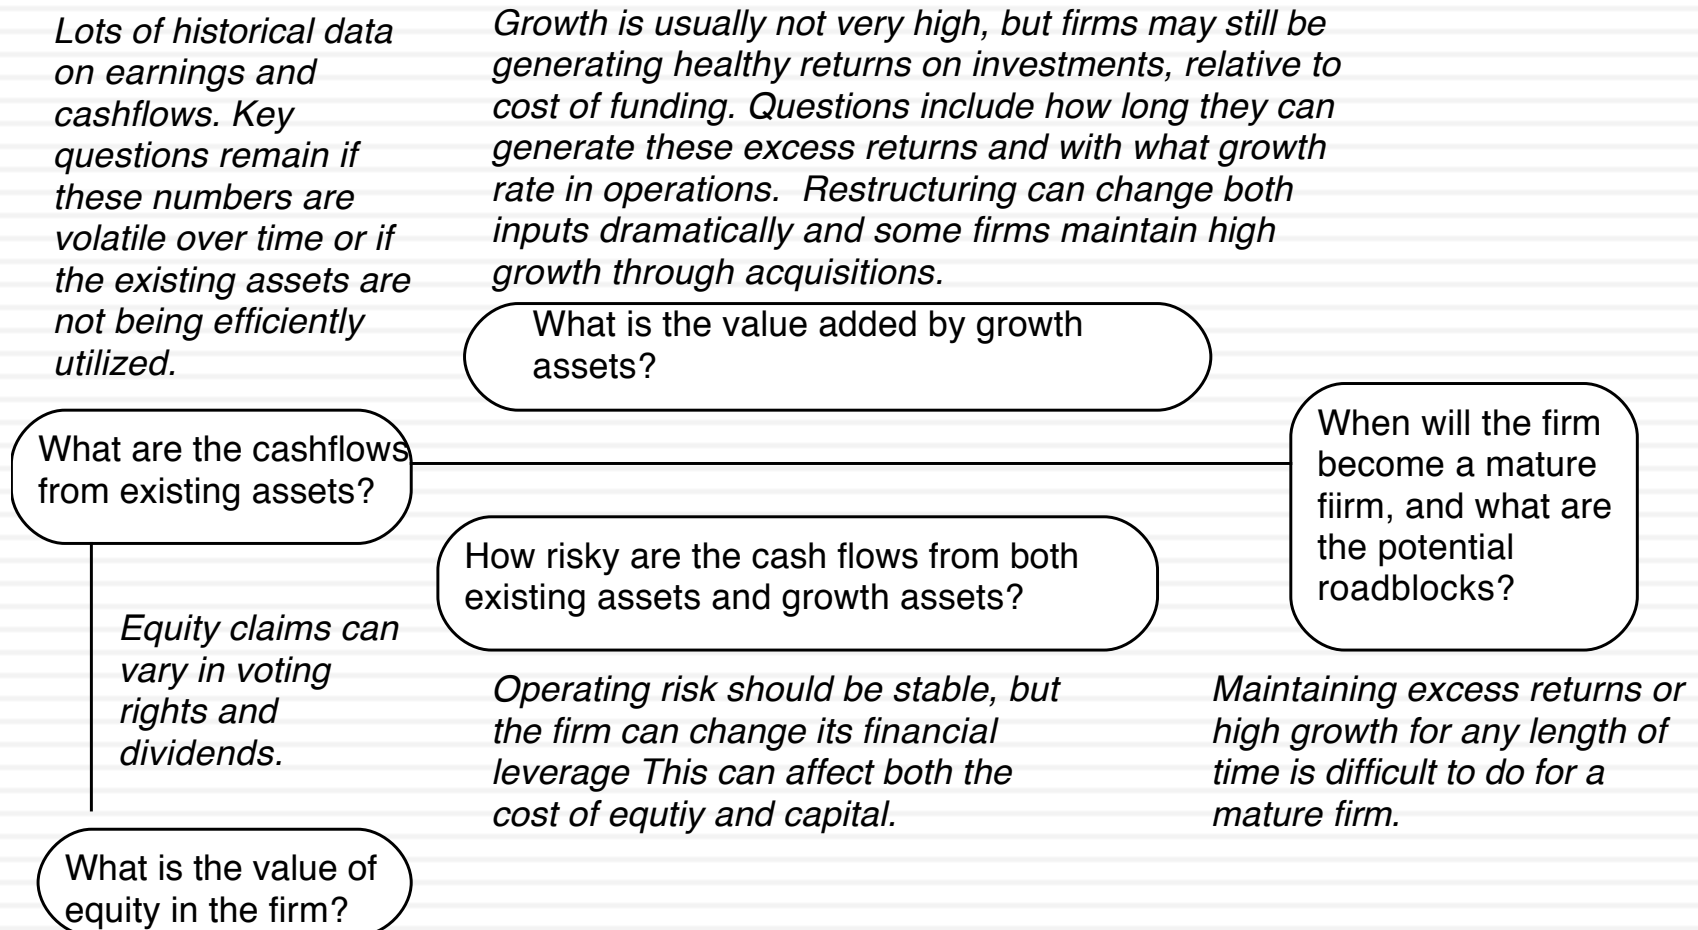 Lots of historical data
on earnings and
cashflows. Key
questions remain if
these numbers are
volatile over time or if
the existing assets are
not being efficiently
utilized.
Growth is usually not very high, but firms may still be
generating healthy returns on investments, relative to
cost of funding. Questions include how long they can
generate these excess returns and with what growth
rate in operations.  Restructuring can change both
inputs dramatically and some firms maintain high
growth through acquisitions.
What is the value added by growth
assets?
What are the cashflows
from existing assets?
When will the firm
become a mature
fiirm, and what are
the potential
roadblocks?
How risky are the cash flows from both
existing assets and growth assets?
Equity claims can
vary in voting
rights and
dividends.
Operating risk should be stable, but
the firm can change its financial
leverage This can affect both the
cost of equtiy and capital.
Maintaining excess returns or
high growth for any length of
time is difficult to do for a
mature firm.
What is the value of
equity in the firm?